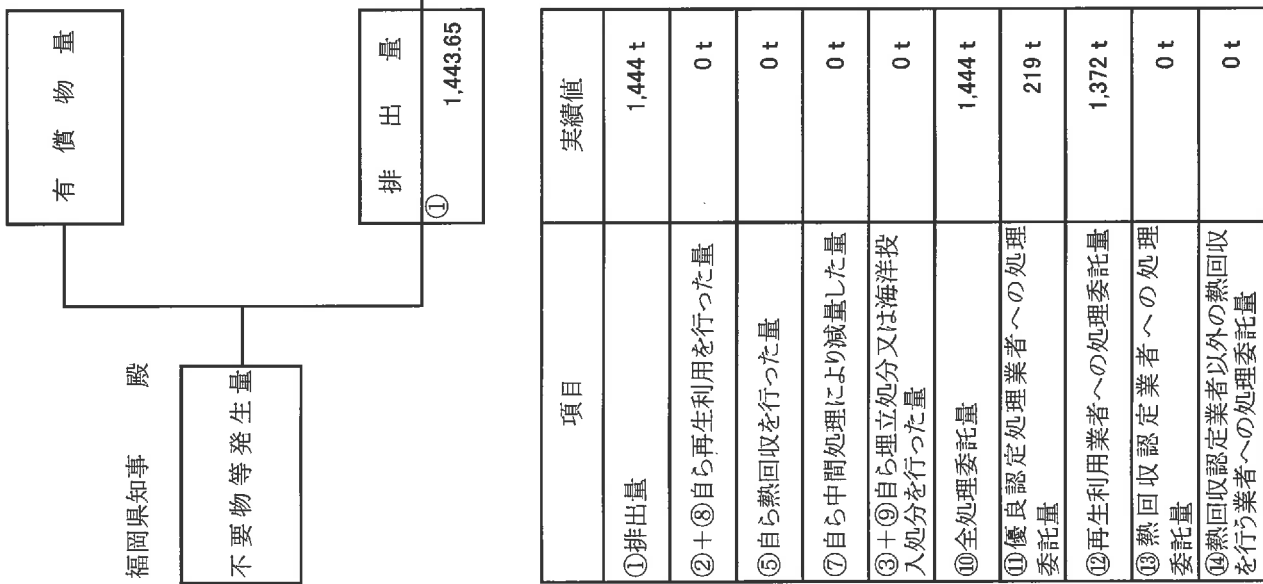 福岡県知事 殿
不要物等発生量
有償物量
排出量
① 1,443.65
項目 実績値
①排出量 1,444 t
②+⑧自ら再生利用を行った量 0 t
⑤自ら熱回収を行った量 0 t
⑦自ら中間処理により減量した量 0 t
③+⑨自ら埋立処分又は海洋投
入処分を行った量 0 t
⑩全処理委託量 1,444 t
⑪優良認定処理業者への処理
委託量 219 t
⑫再生利用業者への処理委託量 1,372 t
⑬熱回収認定業者への処理
委託量 0 t
⑭熱回収認定業者以外の熱回収
を行う業者への処理委託量 0 t